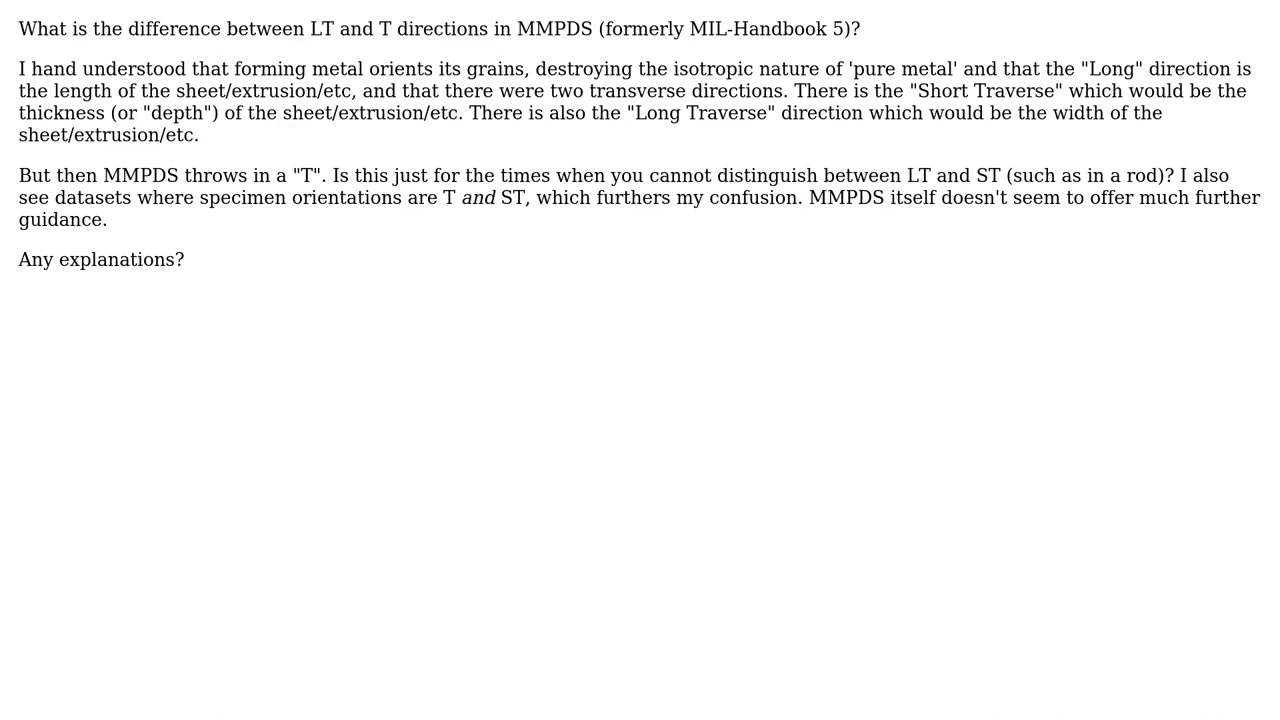 What is the difference between LT and T directions in MMPDS (formerly MIL-Handbook 5)?
I hand understood that forming metal orients its grains, destroying the isotropic nature of 'pure metal' and that the "Long" direction is
the length of the sheet/extrusion/etc, and that there were two transverse directions. There is the "Short Traverse" which would be the
thickness (or "depth") of the sheet/extrusion/etc. There is also the "Long Traverse" direction which would be the width of the
sheet/extrusion/etc.
But then MMPDS throws in a "T". Is this just for the times when you cannot distinguish between LT and ST (such as in a rod)? I also
see datasets where specimen orientations are T and ST, which furthers my confusion. MMPDS itself doesn't seem to offer much further
guidance.
Any explanations?